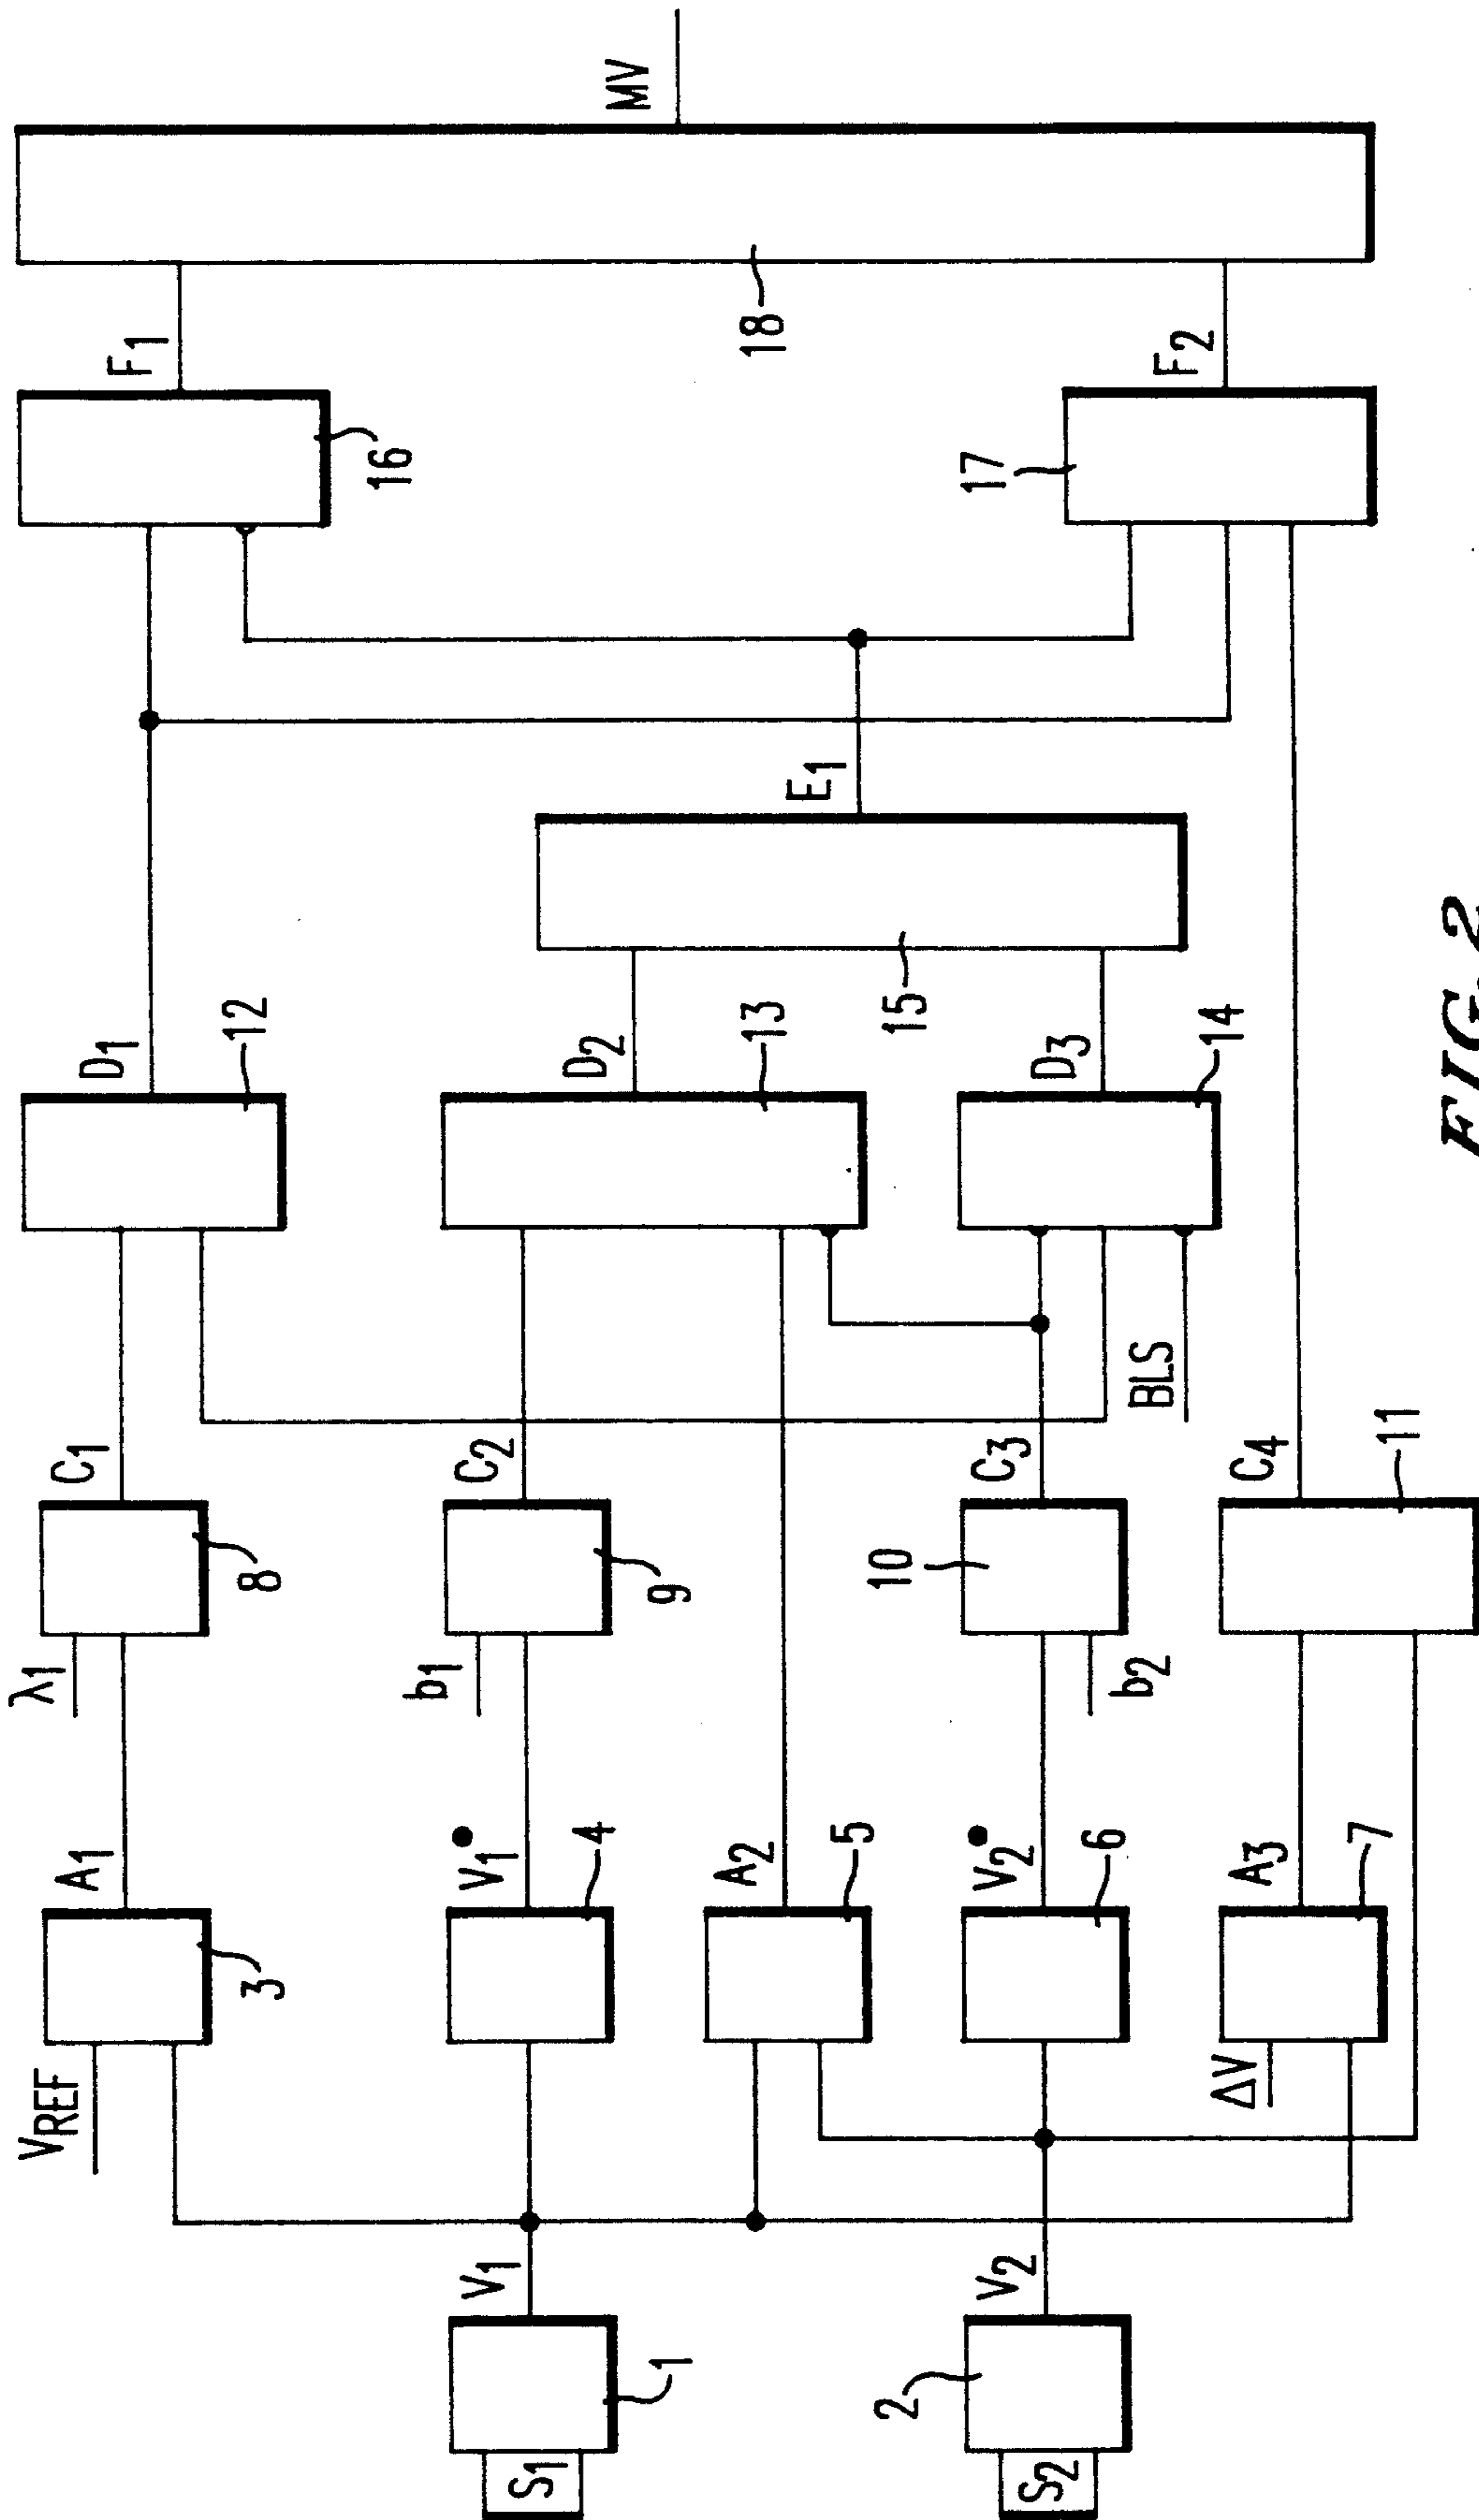 S1
S2
1
2
V1
V2
VREF
ΔV
3
4
5
6
7
A1
V1•
A2
V2•
A3
λ1
b1
b2
8
9
10
11
C1
C2
C3
C4
BLS
12
13
14
D1
D2
D3
15
E1
16
17
F1
F2
18
MV
FIG. 2